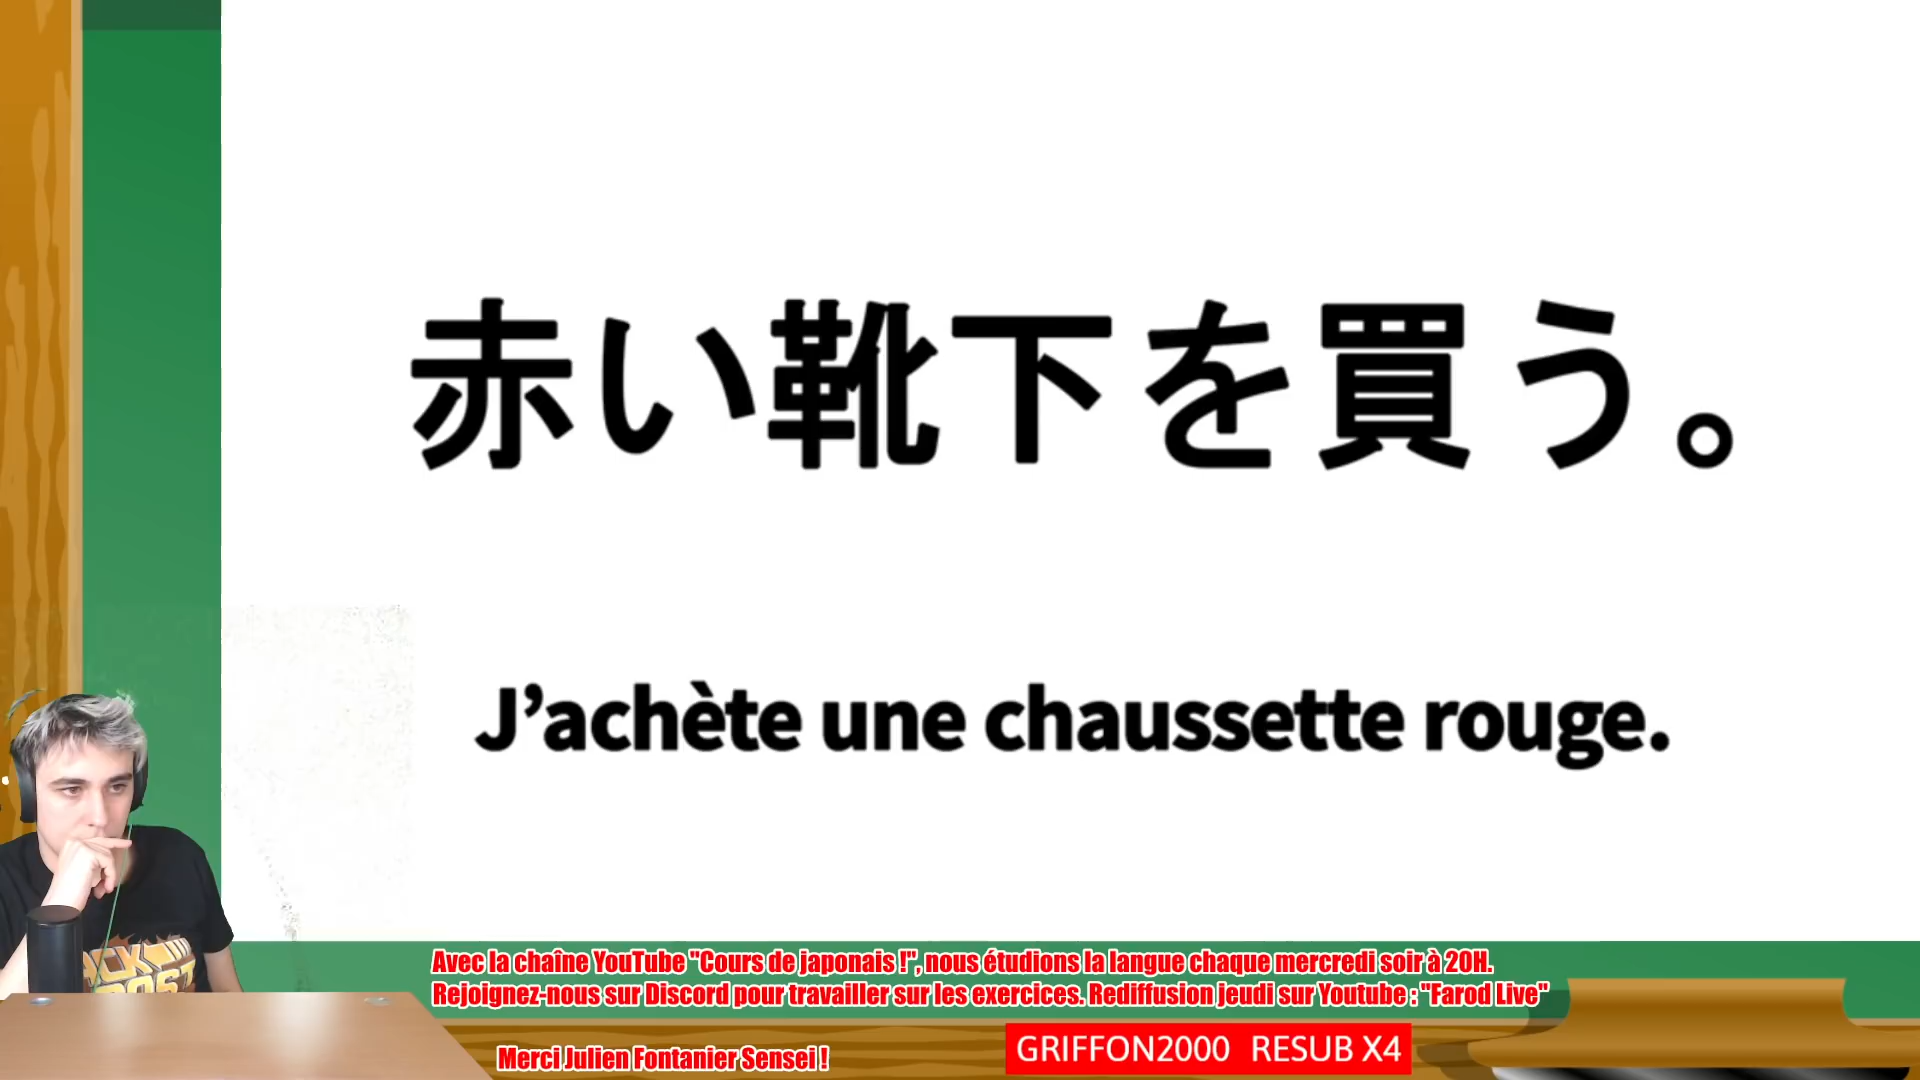 赤い靴下を買う。
J'achète une chaussette rouge.
Avec la chaîne YouTube "Cours de japonais !", nous étudions la langue chaque mercredi soir à 20H.
Rejoignez-nous sur Discord pour travailler sur les exercices. Rediffusion jeudi sur Youtube : "Farod Live"
Merci Julien Fontanier Sensei !
GRIFFON2000 RESUB X4